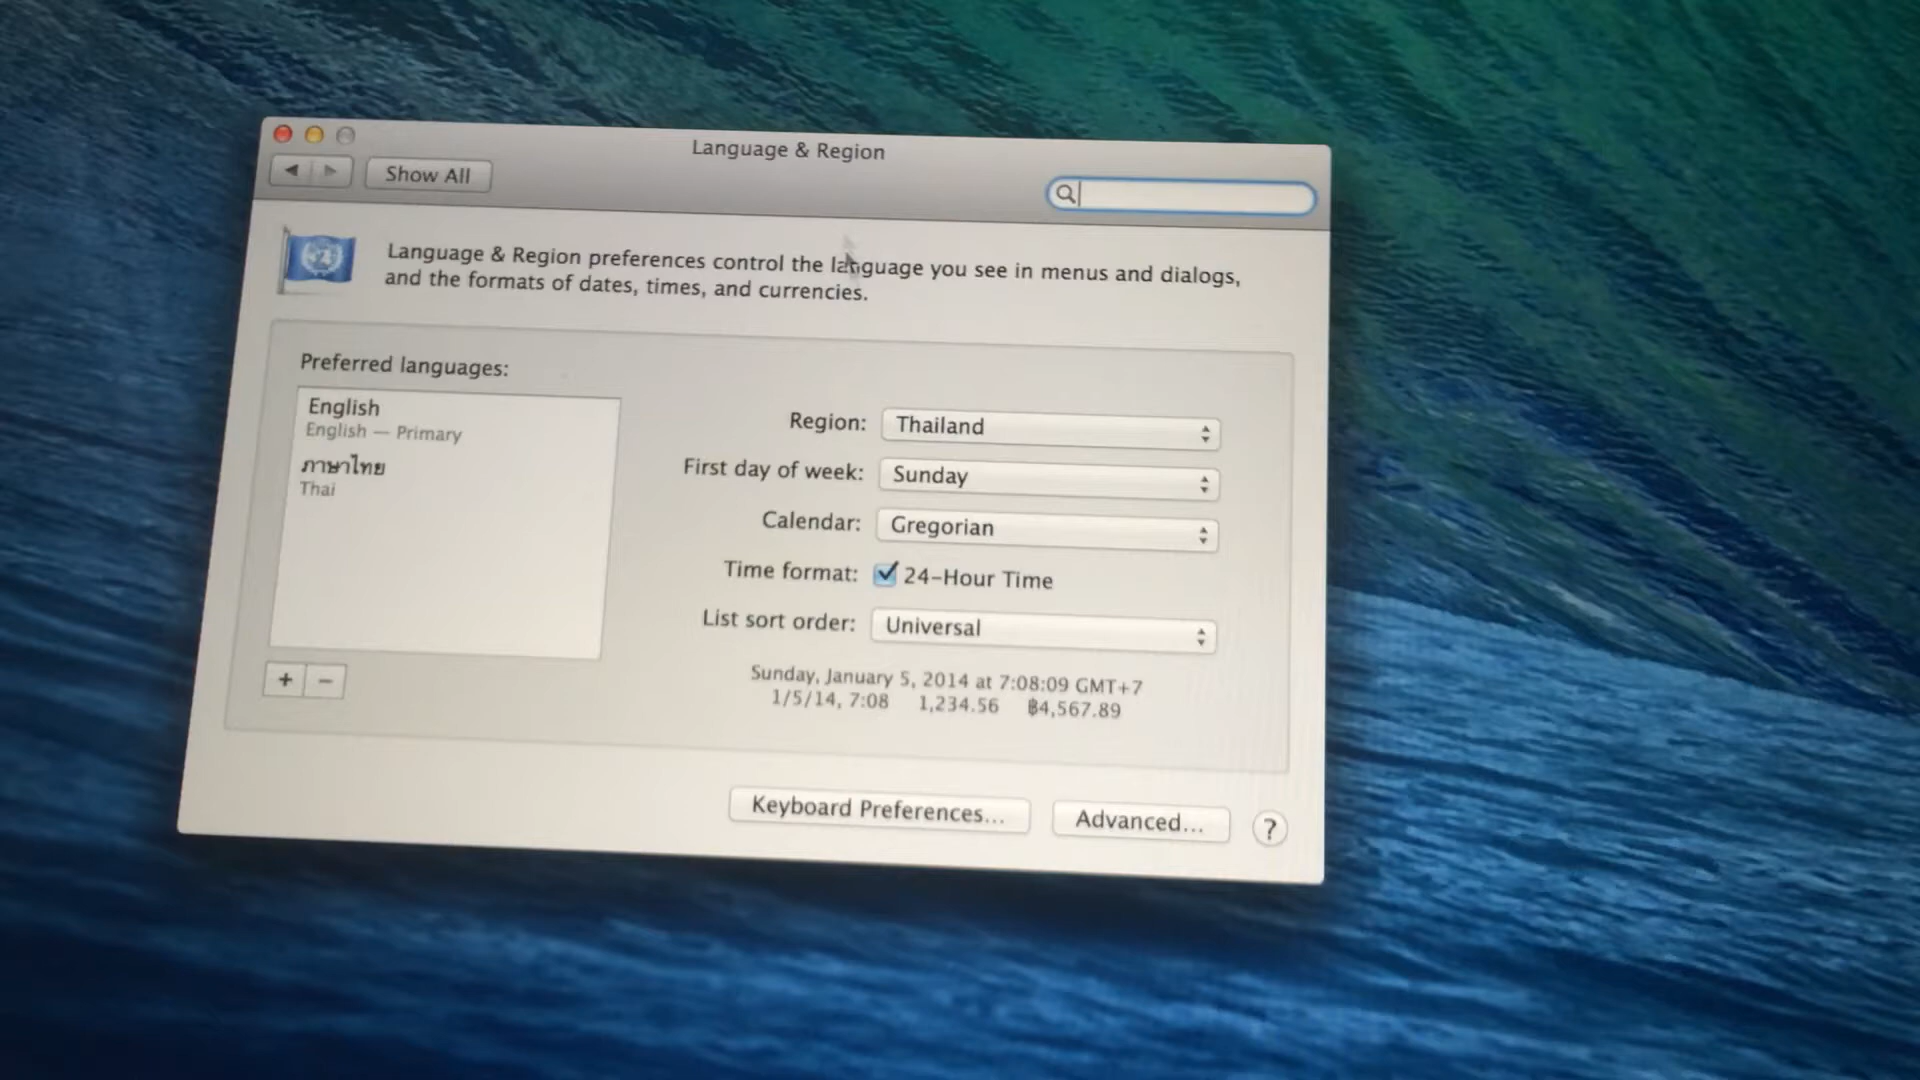 Language & Region
Show All
Language & Region preferences control the language you see in menus and dialogs,
and the formats of dates, times, and currencies.
Preferred languages:
English
English — Primary
ภาษาไทย
Thai
+ −
Region: Thailand
First day of week: Sunday
Calendar: Gregorian
Time format: 24-Hour Time
List sort order: Universal
Sunday, January 5, 2014 at 7:08:09 GMT+7
1/5/14, 7:08 1,234.56 ฿4,567.89
Keyboard Preferences... Advanced... ?